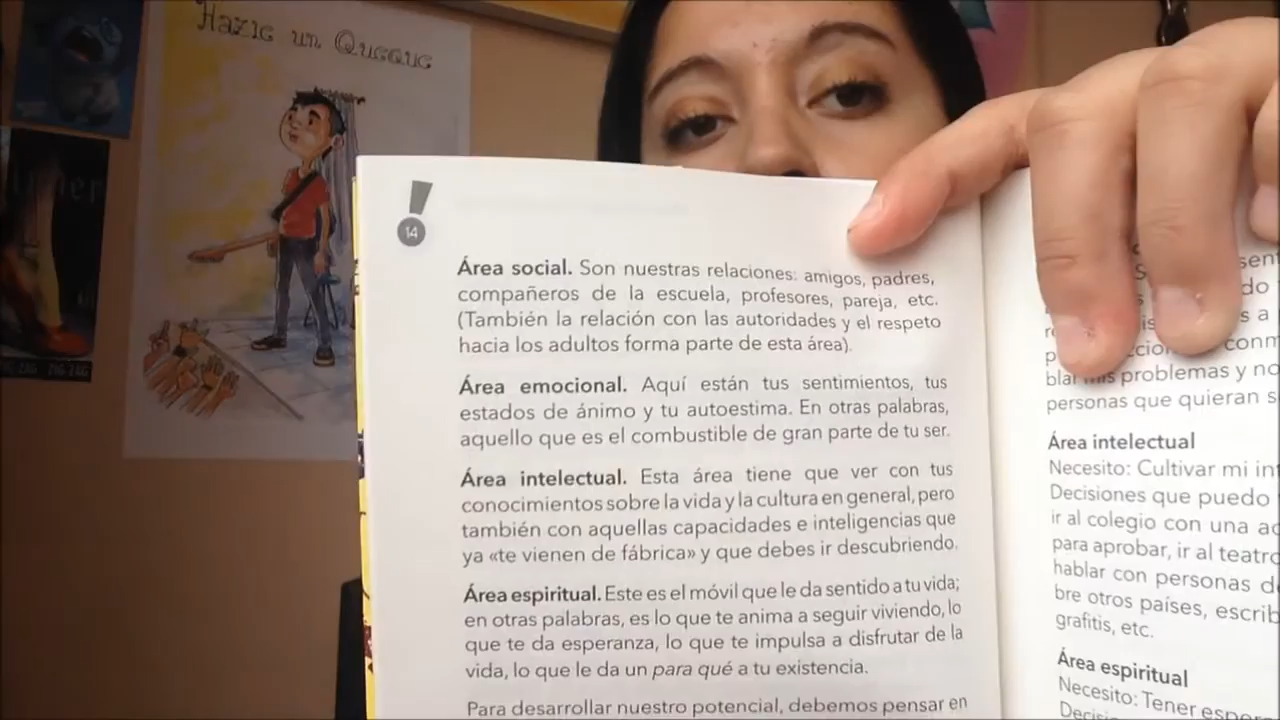 Hazte un Queque
ZIG-ZAG ZIG-ZAG
14
Área social. Son nuestras relaciones: amigos, padres,
compañeros de la escuela, profesores, pareja, etc.
(También la relación con las autoridades y el respeto
hacia los adultos forma parte de esta área).
Área emocional. Aquí están tus sentimientos, tus
estados de ánimo y tu autoestima. En otras palabras,
aquello que es el combustible de gran parte de tu ser.
Área intelectual. Esta área tiene que ver con tus
conocimientos sobre la vida y la cultura en general, pero
también con aquellas capacidades e inteligencias que
ya «te vienen de fábrica» y que debes ir descubriendo.
Área espiritual. Este es el móvil que le da sentido a tu vida;
en otras palabras, es lo que te anima a seguir viviendo, lo
que te da esperanza, lo que te impulsa a disfrutar de la
vida, lo que le da un para qué a tu existencia.
Para desarrollar nuestro potencial, debemos pensar en
problemas y no
personas que quieran
Área intelectual
Necesito: Cultivar mi
Decisiones que puedo
ir al colegio con una
para aprobar, ir al teatro
hablar con personas
bre otros países,
grafitis, etc.
Área espiritual
Necesito: Tener